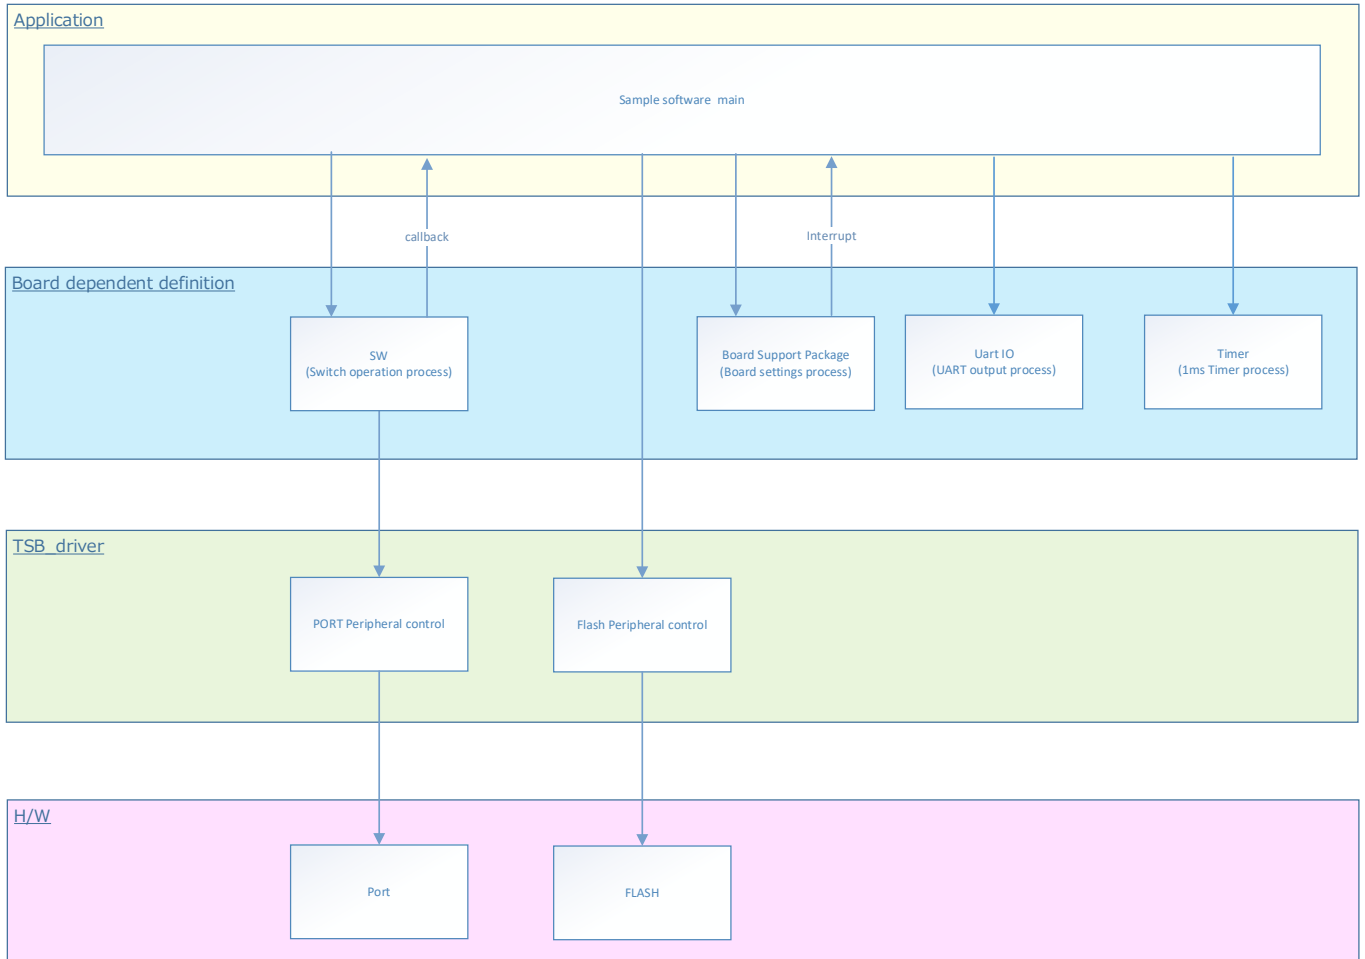 Application
Sample software  main
callback
Interrupt
Board dependent definition
SW
(Switch operation process)
Board Support Package
(Board settings process)
Uart IO
(UART output process)
Timer
(1ms Timer process)
TSB_driver
PORT Peripheral control
Flash Peripheral control
H/W
Port
FLASH